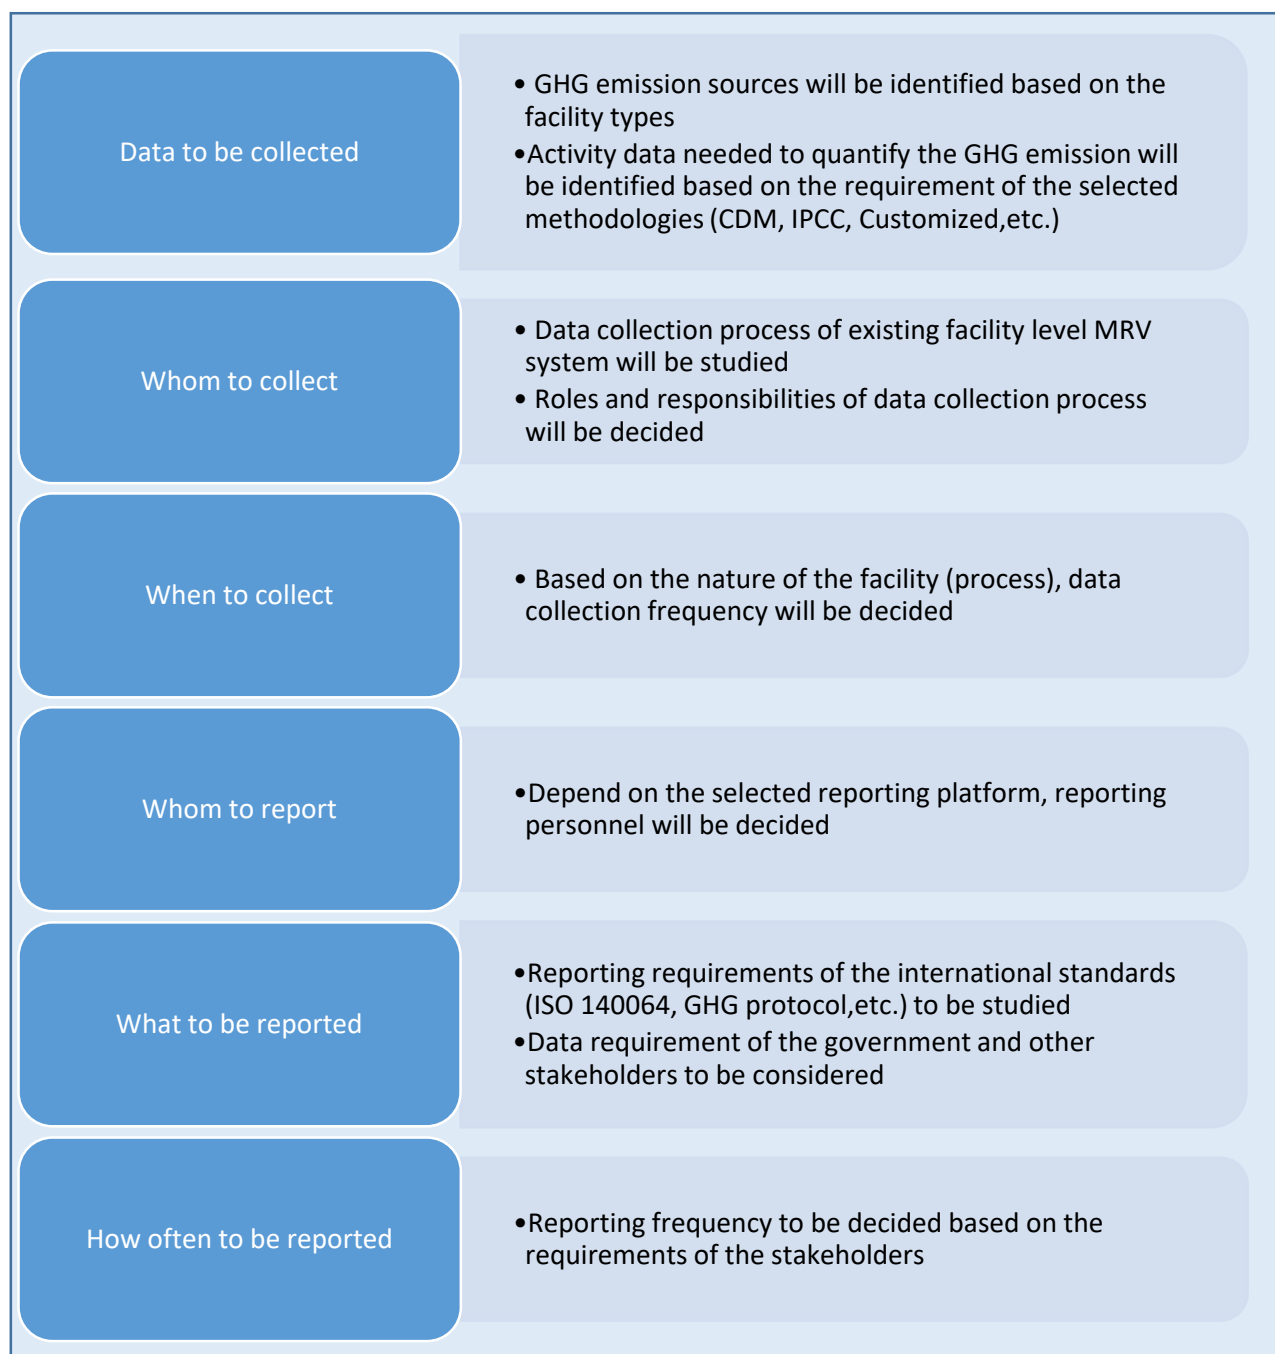 Data to be collected
• GHG emission sources will be identified based on the
facility types
•Activity data needed to quantify the GHG emission will
be identified based on the requirement of the selected
methodologies (CDM, IPCC, Customized,etc.)
Whom to collect
• Data collection process of existing facility level MRV
system will be studied
• Roles and responsibilities of data collection process
will be decided
When to collect
• Based on the nature of the facility (process), data
collection frequency will be decided
Whom to report
•Depend on the selected reporting platform, reporting
personnel will be decided
What to be reported
•Reporting requirements of the international standards
(ISO 140064, GHG protocol,etc.) to be studied
•Data requirement of the government and other
stakeholders to be considered
How often to be reported
•Reporting frequency to be decided based on the
requirements of the stakeholders